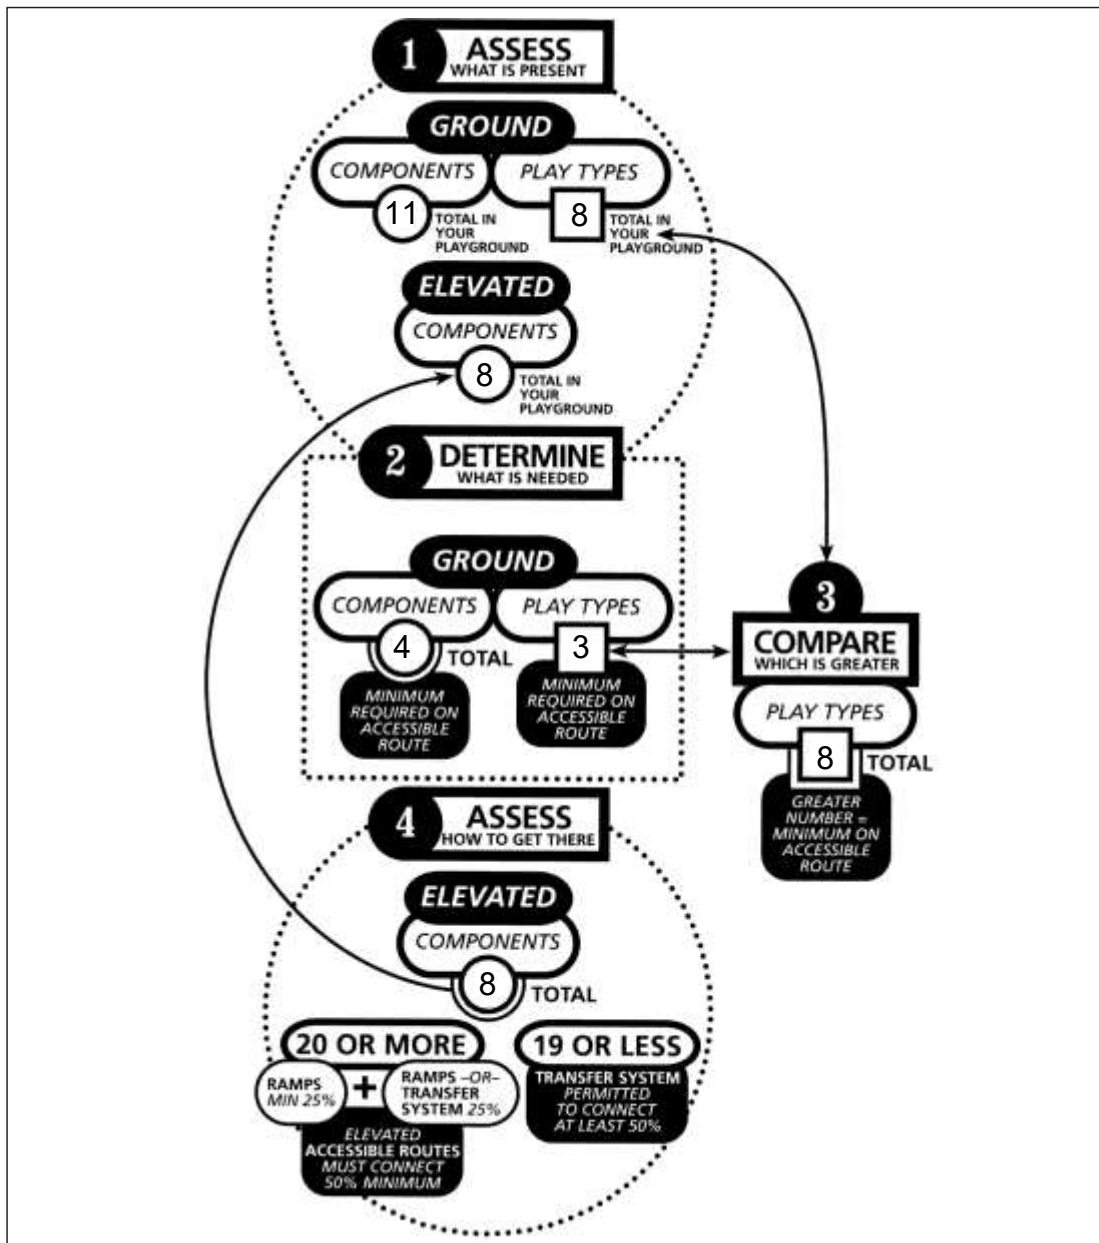 1
ASSESS
WHAT IS PRESENT
GROUND
COMPONENTS
11
TOTAL IN
YOUR
PLAYGROUND
PLAY TYPES
8
TOTAL IN
YOUR
PLAYGROUND
ELEVATED
COMPONENTS
8
TOTAL IN
YOUR
PLAYGROUND
2
DETERMINE
WHAT IS NEEDED
GROUND
COMPONENTS
4
TOTAL
MINIMUM
REQUIRED ON
ACCESSIBLE
ROUTE
PLAY TYPES
3
MINIMUM
REQUIRED ON
ACCESSIBLE
ROUTE
3
COMPARE
WHICH IS GREATER
PLAY TYPES
8
TOTAL
GREATER
NUMBER =
MINIMUM ON
ACCESSIBLE
ROUTE
4
ASSESS
HOW TO GET THERE
ELEVATED
COMPONENTS
8
TOTAL
20 OR MORE
RAMPS
MIN 25%
+
RAMPS –OR–
TRANSFER
SYSTEM 25%
ELEVATED
ACCESSIBLE ROUTES
MUST CONNECT
50% MINIMUM
19 OR LESS
TRANSFER SYSTEM
PERMITTED
TO CONNECT
AT LEAST 50%